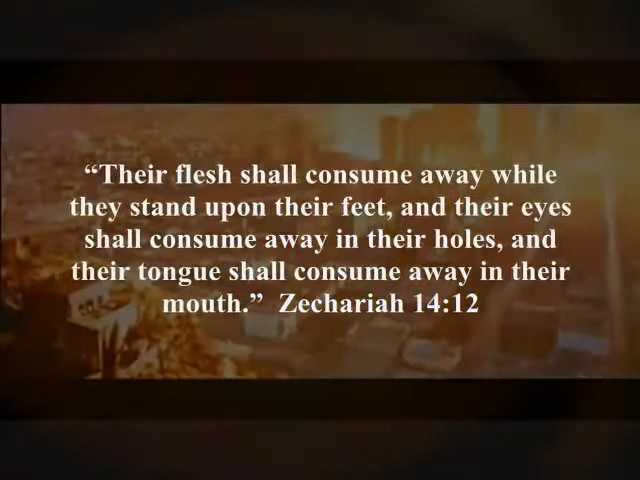 “Their flesh shall consume away while
they stand upon their feet, and their eyes
shall consume away in their holes, and
their tongue shall consume away in their
mouth.”  Zechariah 14:12